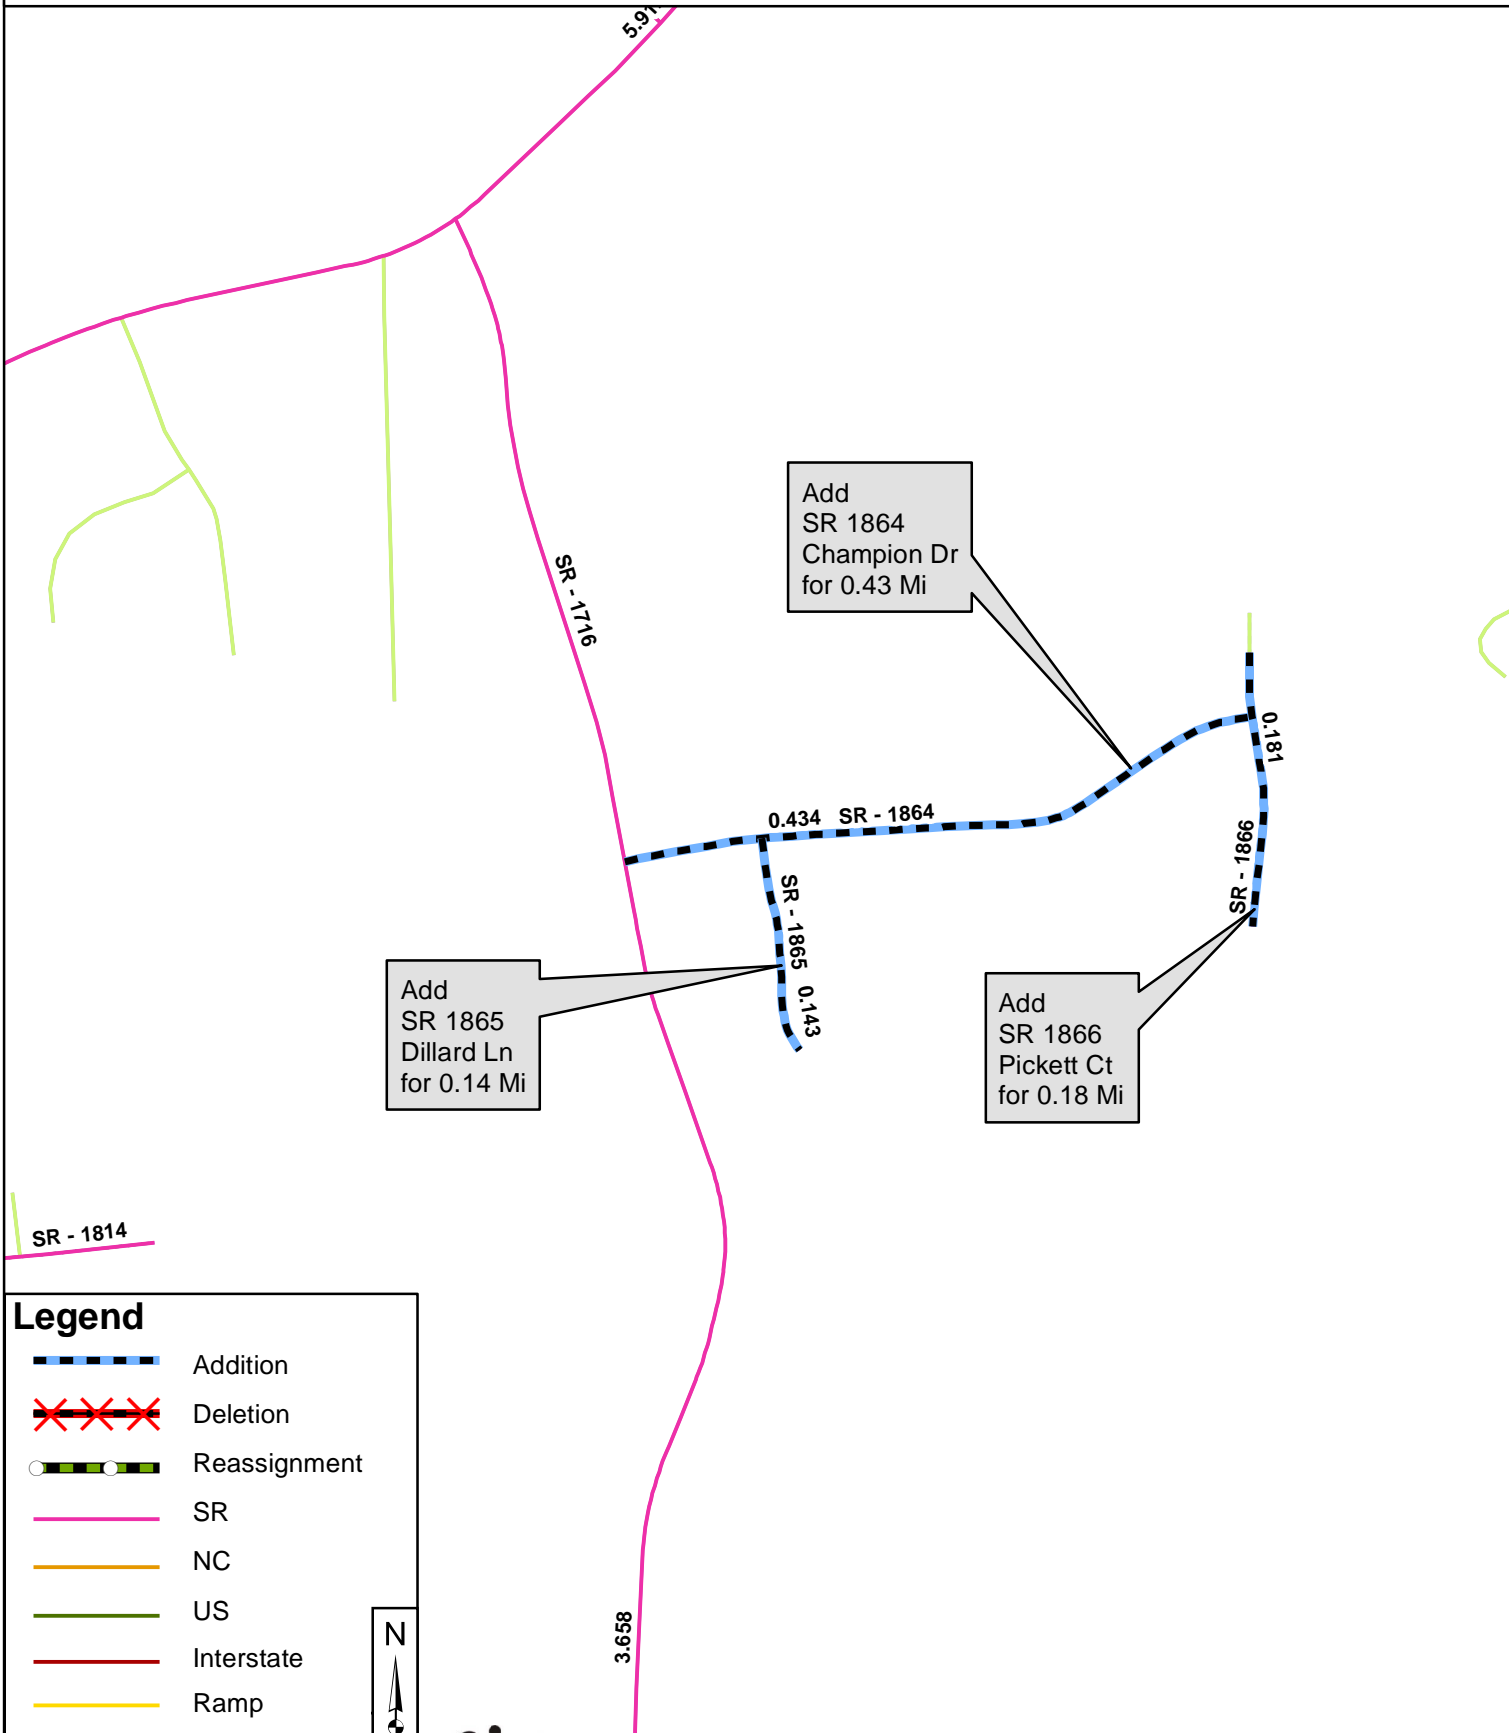 SR - 1716
Add
SR 1864
Champion Dr
for 0.43 Mi
0.181
0.434 SR - 1864
SR - 1866
SR - 1865 0.143
Add
SR 1865
Dillard Ln
for 0.14 Mi
Add
SR 1866
Pickett Ct
for 0.18 Mi
SR - 1814
Legend
Addition
Deletion
Reassignment
SR
NC
US
Interstate
Ramp
N
3.658